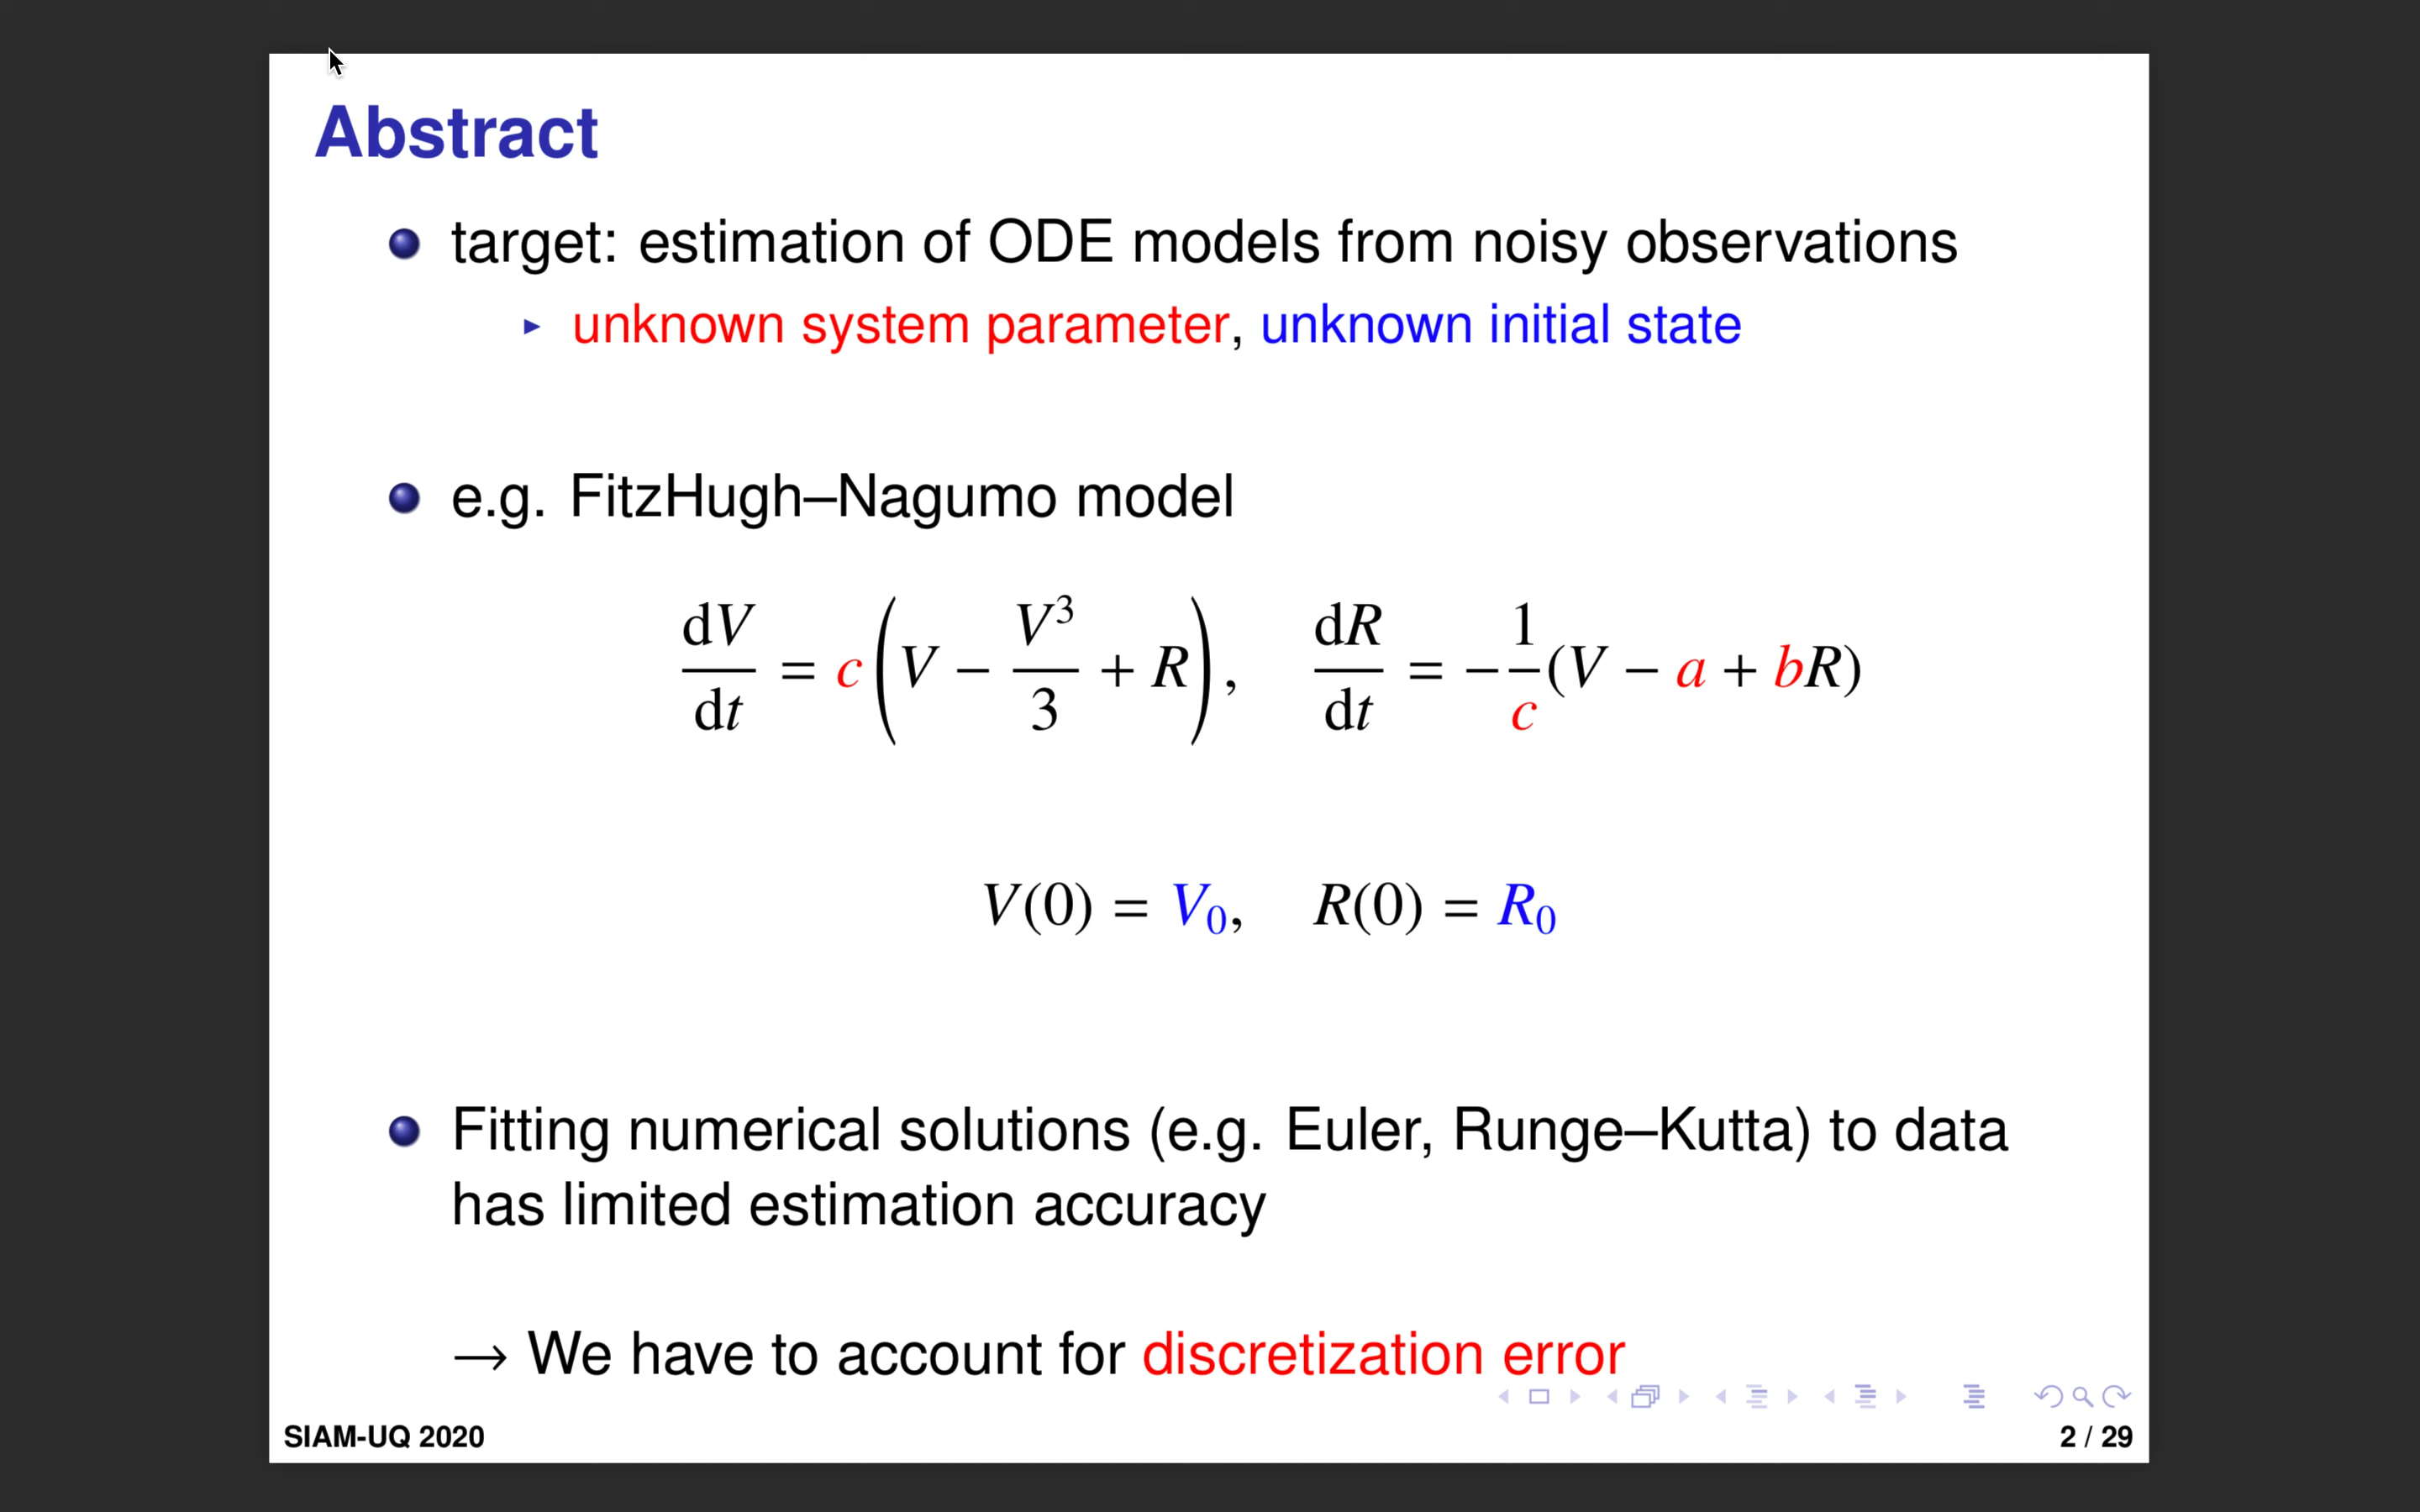 Abstract
target: estimation of ODE models from noisy observations
unknown system parameter, unknown initial state
e.g. FitzHugh–Nagumo model
dV/dt = c(V − V³/3 + R), dR/dt = −1/c(V − a + bR)
V(0) = V₀, R(0) = R₀
Fitting numerical solutions (e.g. Euler, Runge–Kutta) to data
has limited estimation accuracy
→ We have to account for discretization error
SIAM-UQ 2020
2 / 29